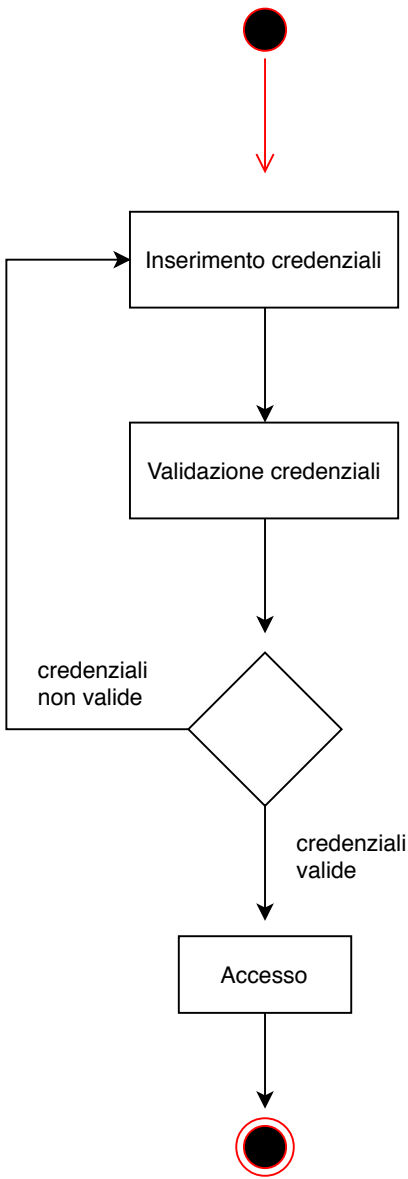 Inserimento credenziali
Validazione credenziali
credenziali
non valide
credenziali
valide
Accesso